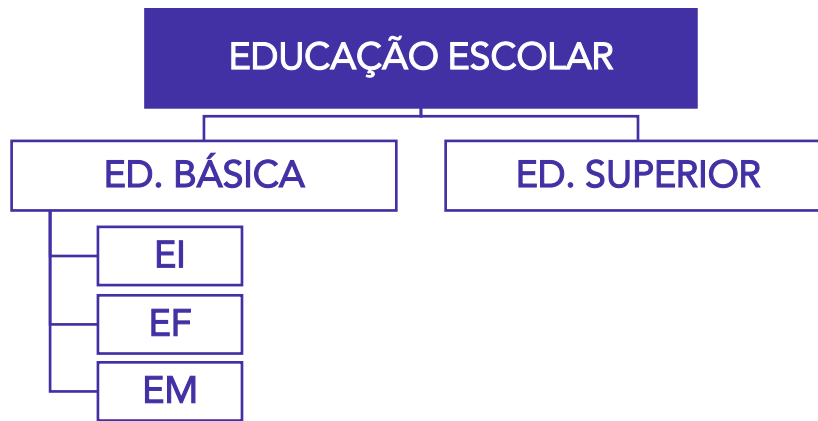 EDUCAÇÃO ESCOLAR
ED. BÁSICA
ED. SUPERIOR
EI
EF
EM